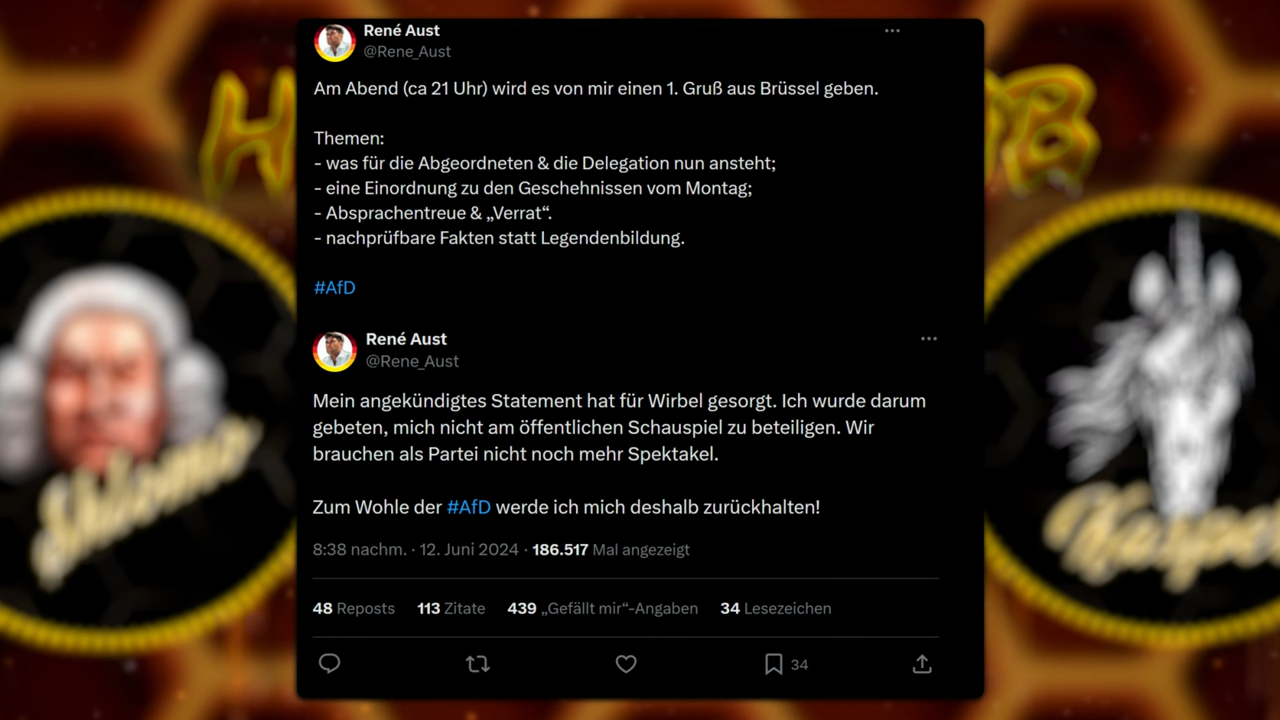 René Aust
@Rene_Aust
Am Abend (ca 21 Uhr) wird es von mir einen 1. Gruß aus Brüssel geben.
Themen:
- was für die Abgeordneten & die Delegation nun ansteht;
- eine Einordnung zu den Geschehnissen vom Montag;
- Absprachentreue & „Verrat“.
- nachprüfbare Fakten statt Legendenbildung.
#AfD
René Aust
@Rene_Aust
Mein angekündigtes Statement hat für Wirbel gesorgt. Ich wurde darum
gebeten, mich nicht am öffentlichen Schauspiel zu beteiligen. Wir
brauchen als Partei nicht noch mehr Spektakel.
Zum Wohle der #AfD werde ich mich deshalb zurückhalten!
8:38 nachm. · 12. Juni 2024 · 186.517 Mal angezeigt
48 Reposts 113 Zitate 439 „Gefällt mir“-Angaben 34 Lesezeichen
34
Shlomo